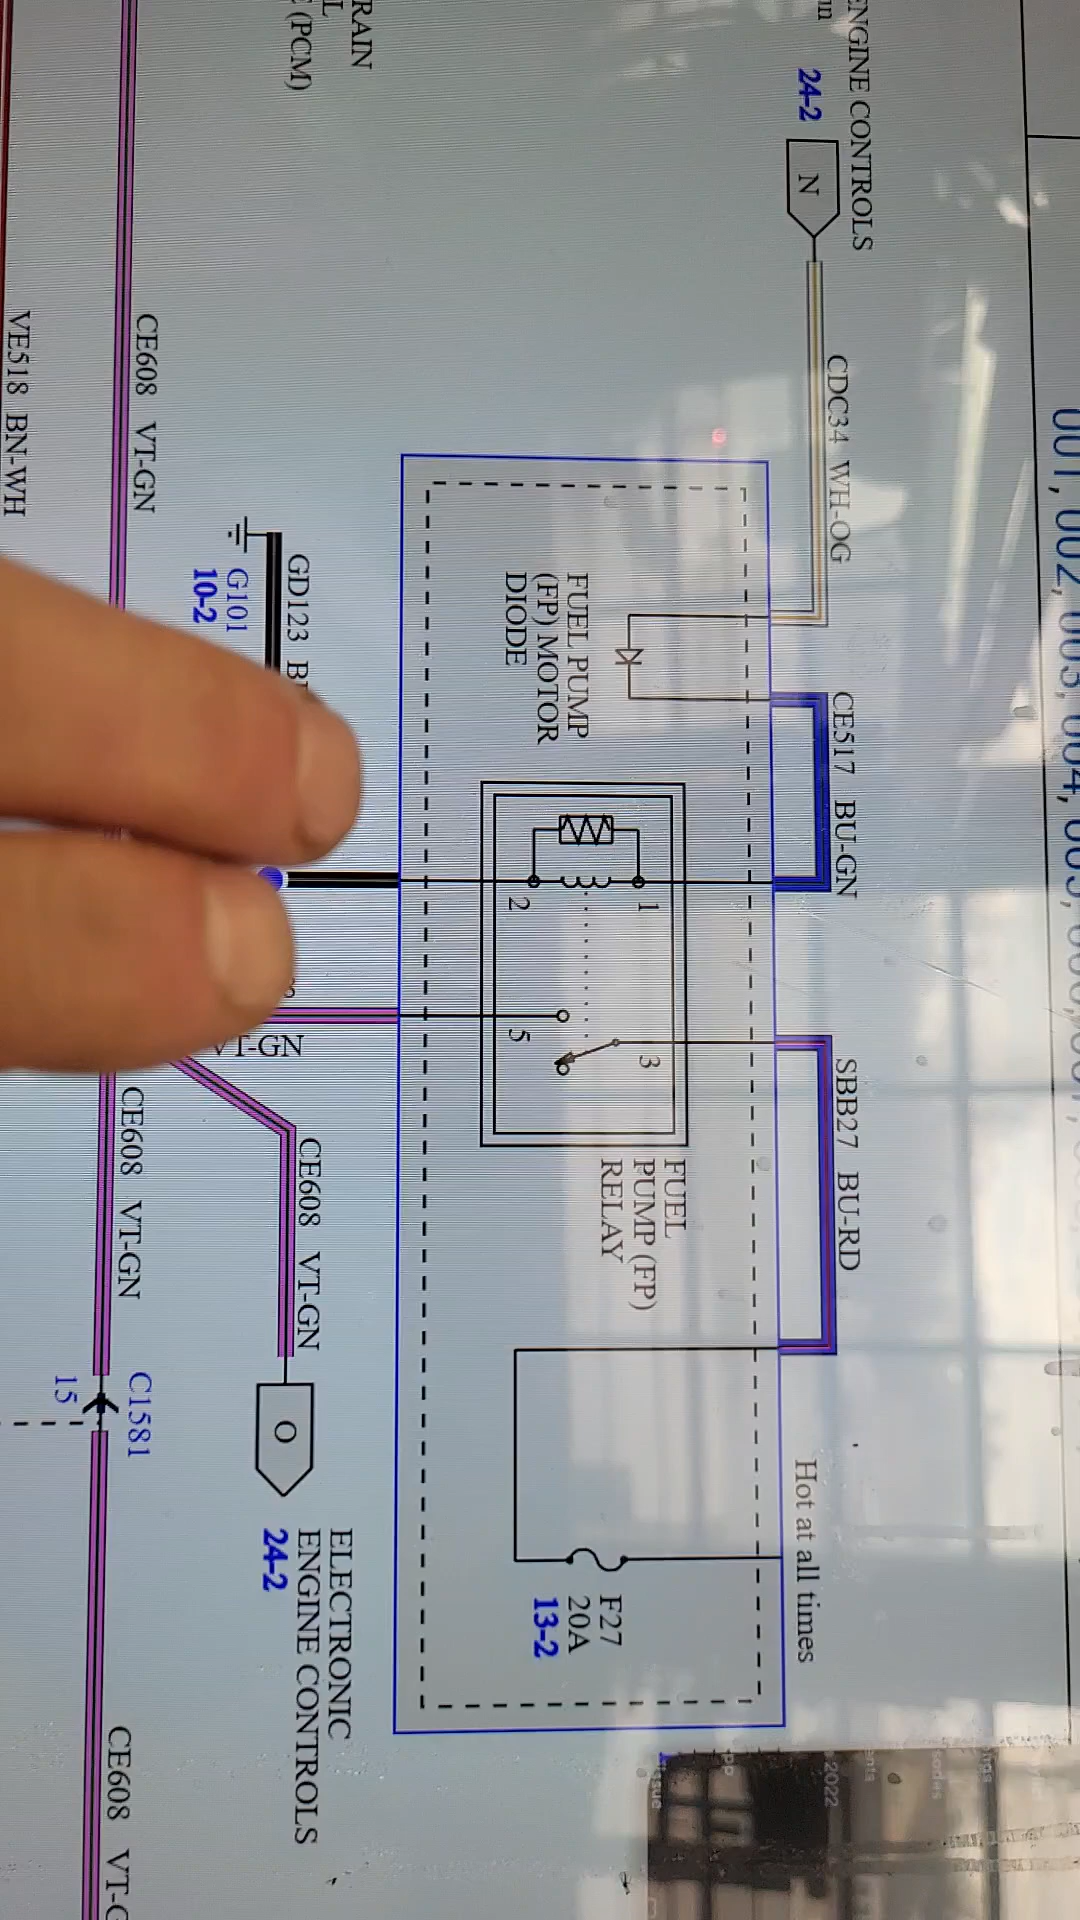 ENGINE CONTROLS
24-2
N
CDC34 WH-OG
CE517 BU-GN
SBB27 BU-RD
Hot at all times
001, 002, 003, 004, 005,
RAIN
(PCM)
FUEL PUMP
(FP) MOTOR
DIODE
1
2
3
5
FUEL
PUMP (FP)
RELAY
F27
20A
13-2
GD123
G101
10-2
VT-GN
CE608 VT-GN
O
ELECTRONIC
ENGINE CONTROLS
24-2
CE608 VT-GN
CE608 VT-GN
C1581
15
CE608
VE518 BN-WH
2022